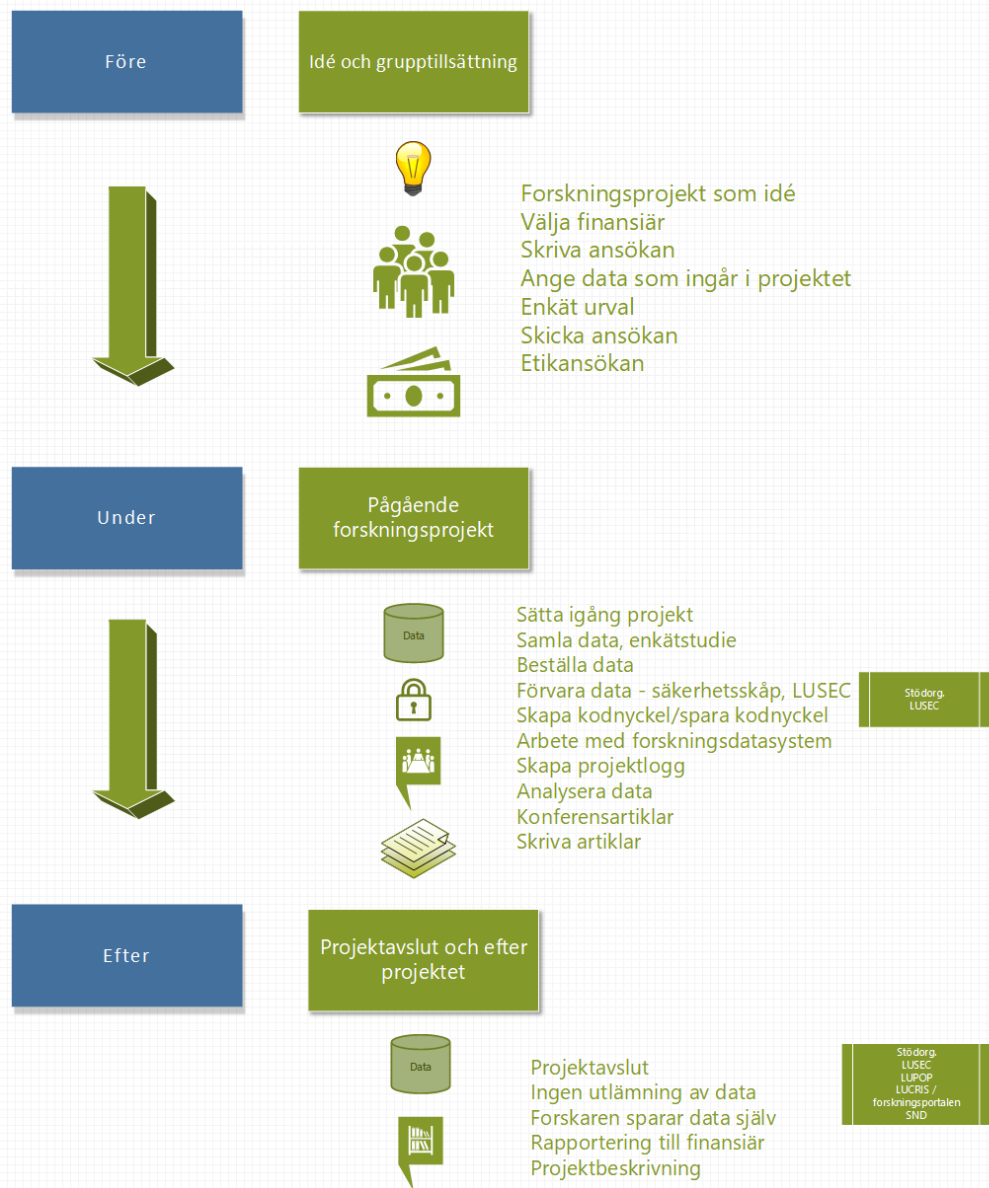 Före
Idé och grupptillsättning
Forskningsprojekt som idé
Välja finansiär
Skriva ansökan
Ange data som ingår i projektet
Enkät urval
Skicka ansökan
Etikansökan
Under
Pågående
forskningsprojekt
Data
Sätta igång projekt
Samla data, enkätstudie
Beställa data
Förvara data - säkerhetsskåp, LUSEC
Skapa kodnyckel/spara kodnyckel
Arbete med forskningsdatasystem
Skapa projektlogg
Analysera data
Konferensartiklar
Skriva artiklar
Stödorg.
LUSEC
Efter
Projektavslut och efter
projektet
Data
Projektavslut
Ingen utlämning av data
Forskaren sparar data själv
Rapportering till finansiär
Projektbeskrivning
Stödorg.
LUSEC
LUPOP
LUCRIS /
forskningsportalen
SND